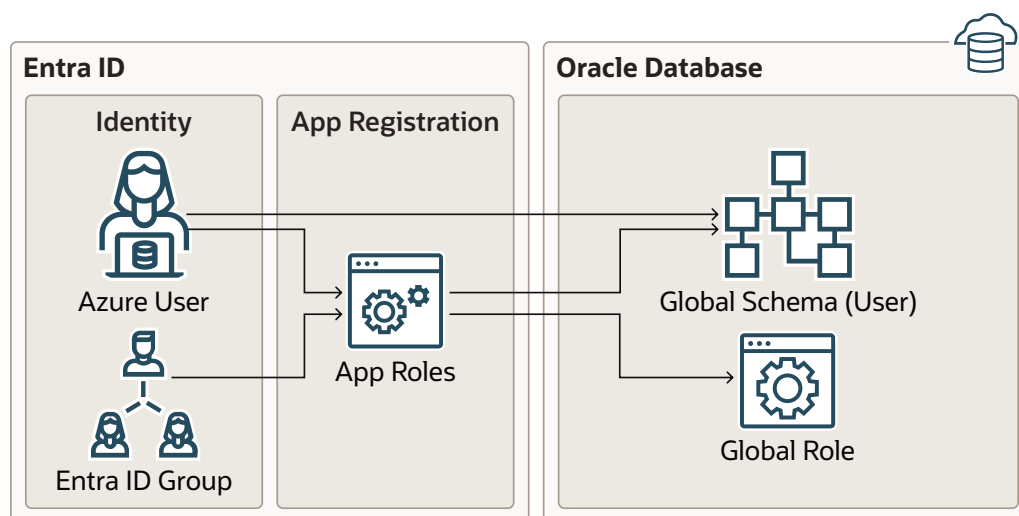 Entra ID
Oracle Database
Identity
App Registration
Azure User
Global Schema (User)
App Roles
Global Role
Entra ID Group